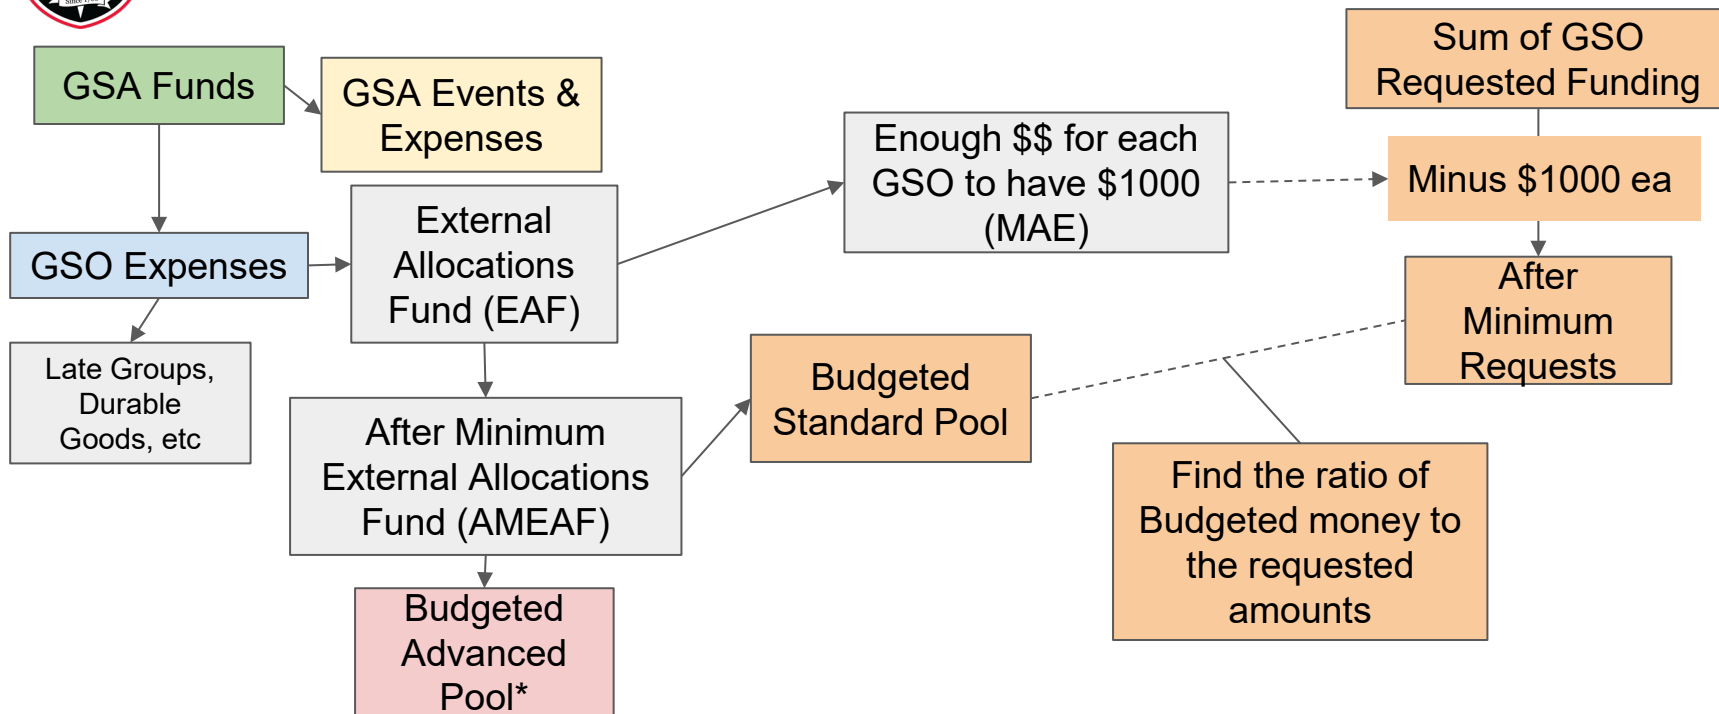 Since 1765
GSA Funds
GSA Events &
Expenses
Sum of GSO
Requested Funding
Enough $$ for each
GSO to have $1000
(MAE)
Minus $1000 ea
External
Allocations
Fund (EAF)
GSO Expenses
After
Minimum
Requests
Late Groups,
Durable
Goods, etc
Budgeted
Standard Pool
After Minimum
External Allocations
Fund (AMEAF)
Find the ratio of
Budgeted money to
the requested
amounts
Budgeted
Advanced
Pool*